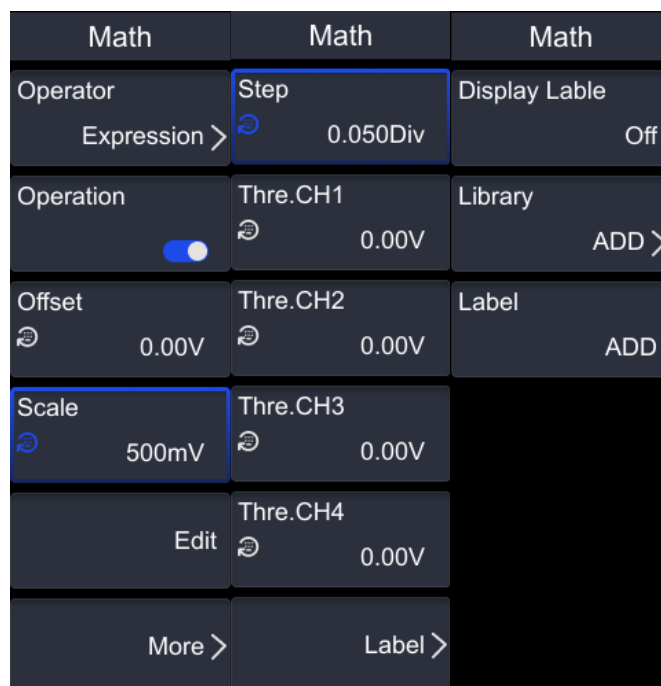 Math
Operator
Expression
Operation
Offset
0.00V
Scale
500mV
Edit
More
Math
Step
0.050Div
Thre.CH1
0.00V
Thre.CH2
0.00V
Thre.CH3
0.00V
Thre.CH4
0.00V
Label
Math
Display Lable
Off
Library
ADD
Label
ADD